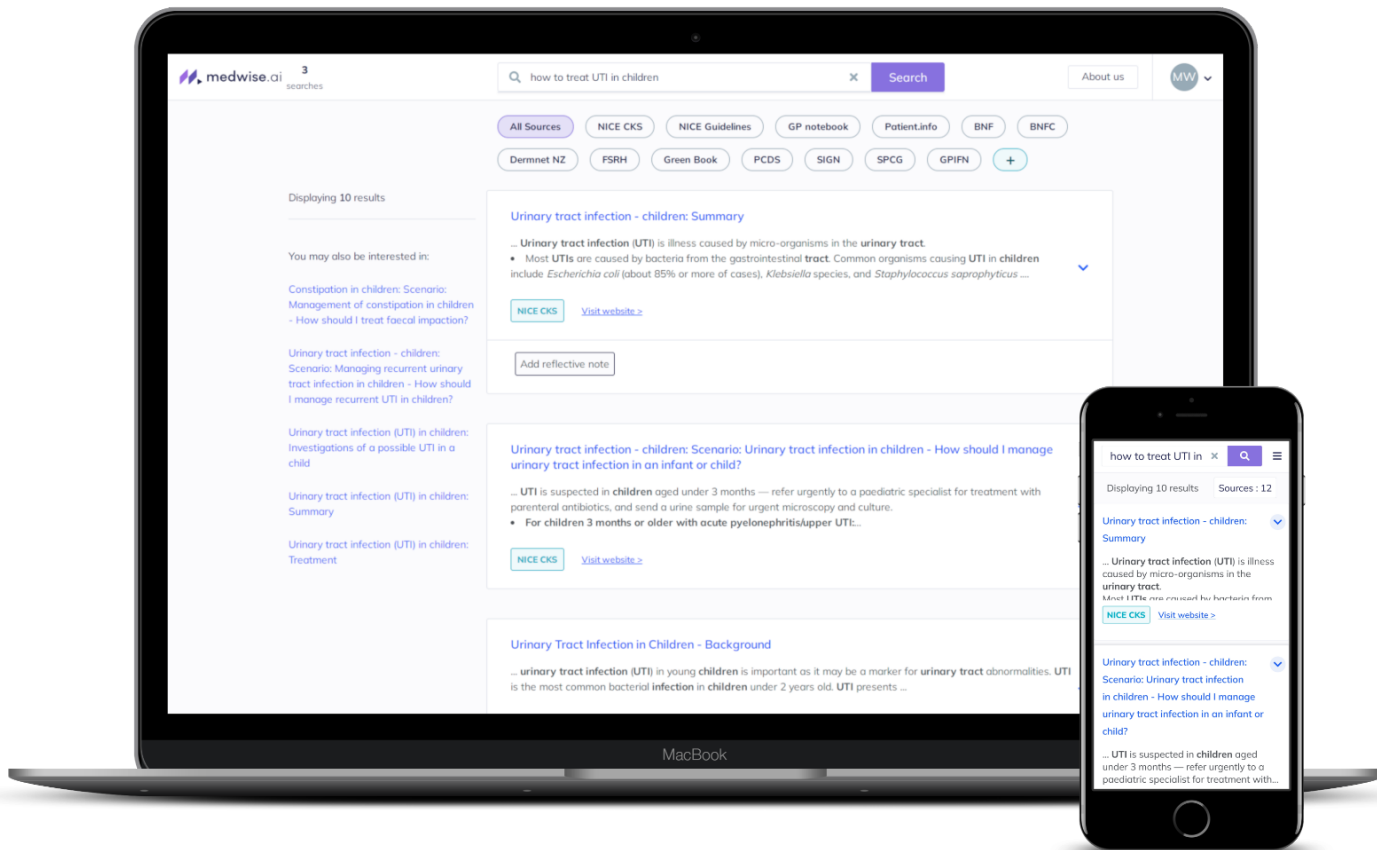 medwise.ai
3
searches
how to treat UTI in children
×
Search
About us
MW
All Sources
NICE CKS
NICE Guidelines
GP notebook
Patient.info
BNF
BNFC
Dermnet NZ
FSRH
Green Book
PCDS
SIGN
SPCG
GPIFN
+
Displaying 10 results
You may also be interested in:
Constipation in children: Scenario:
Management of constipation in children
- How should I treat faecal impaction?
Urinary tract infection - children:
Scenario: Managing recurrent urinary
tract infection in children - How should
I manage recurrent UTI in children?
Urinary tract infection (UTI) in children:
Investigations of a possible UTI in a
child
Urinary tract infection (UTI) in children:
Summary
Urinary tract infection (UTI) in children:
Treatment
Urinary tract infection - children: Summary
... Urinary tract infection (UTI) is illness caused by micro-organisms in the urinary tract.
• Most UTIs are caused by bacteria from the gastrointestinal tract. Common organisms causing UTI in children
include Escherichia coli (about 85% or more of cases), Klebsiella species, and Staphylococcus saprophyticus ....
NICE CKS
Visit website >
Add reflective note
Urinary tract infection - children: Scenario: Urinary tract infection in children - How should I manage
urinary tract infection in an infant or child?
... UTI is suspected in children aged under 3 months — refer urgently to a paediatric specialist for treatment with
parenteral antibiotics, and send a urine sample for urgent microscopy and culture.
• For children 3 months or older with acute pyelonephritis/upper UTI:...
NICE CKS
Visit website >
Urinary Tract Infection in Children - Background
... urinary tract infection (UTI) in young children is important as it may be a marker for urinary tract abnormalities. UTI
is the most common bacterial infection in children under 2 years old. UTI presents ...
MacBook
how to treat UTI in ×
Displaying 10 results
Sources : 12
Urinary tract infection - children:
Summary
... Urinary tract infection (UTI) is illness
caused by micro-organisms in the
urinary tract.
Most UTIs are caused by bacteria from
NICE CKS
Visit website >
Urinary tract infection - children:
Scenario: Urinary tract infection
in children - How should I manage
urinary tract infection in an infant or
child?
... UTI is suspected in children aged
under 3 months — refer urgently to a
paediatric specialist for treatment with...